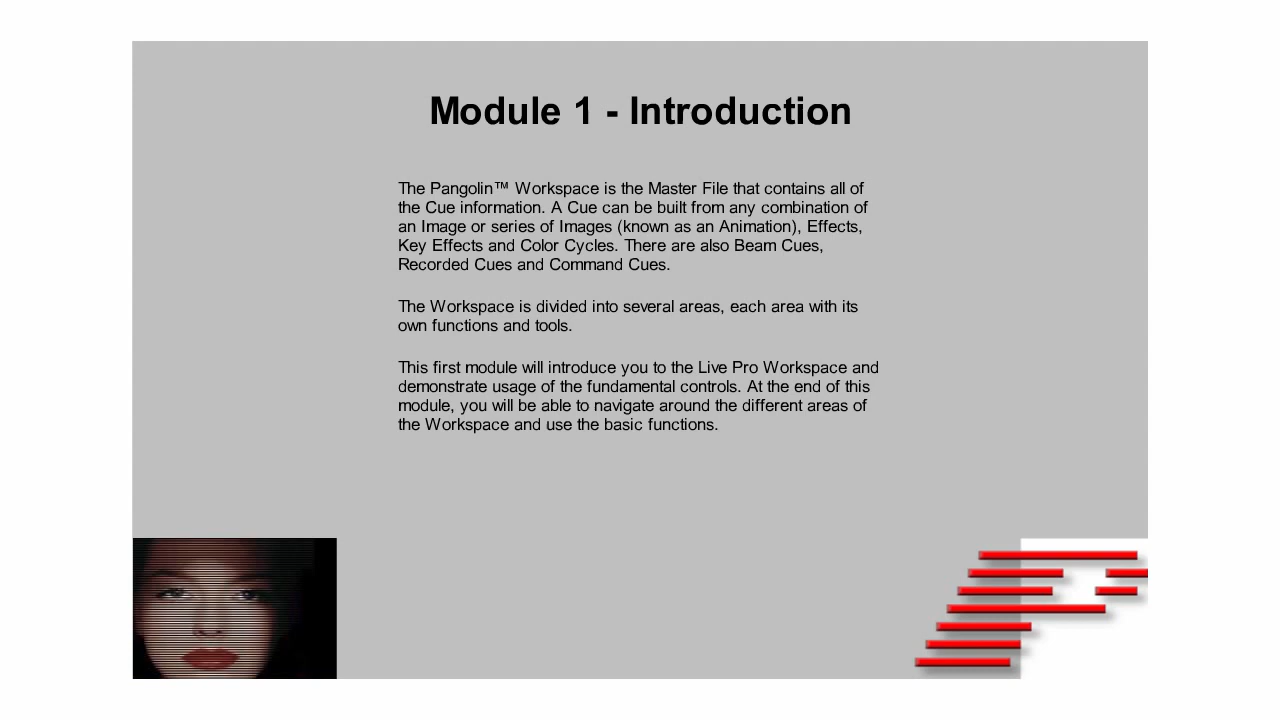 Module 1 - Introduction
The Pangolin™ Workspace is the Master File that contains all of
the Cue information. A Cue can be built from any combination of
an Image or series of Images (known as an Animation), Effects,
Key Effects and Color Cycles. There are also Beam Cues,
Recorded Cues and Command Cues.
The Workspace is divided into several areas, each area with its
own functions and tools.
This first module will introduce you to the Live Pro Workspace and
demonstrate usage of the fundamental controls. At the end of this
module, you will be able to navigate around the different areas of
the Workspace and use the basic functions.